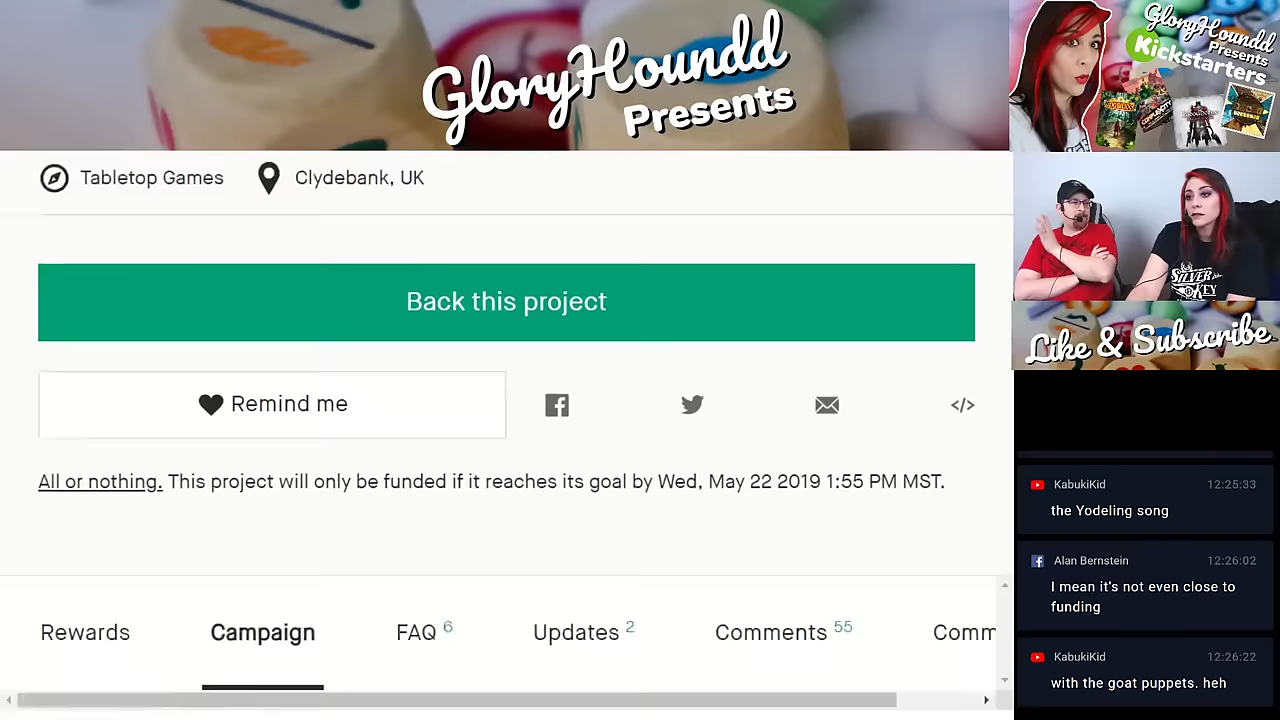 GloryHoundd
Presents
Tabletop Games
Clydebank, UK
Back this project
Remind me
</>
All or nothing. This project will only be funded if it reaches its goal by Wed, May 22 2019 1:55 PM MST.
Rewards
Campaign
FAQ 6
Updates 2
Comments 55
Comm
GloryHoundd
Presents
Kickstarters
SILVER
KEY
Like & Subscribe
KabukiKid 12:25:33
the Yodeling song
Alan Bernstein 12:26:02
I mean it's not even close to
funding
KabukiKid 12:26:22
with the goat puppets. heh